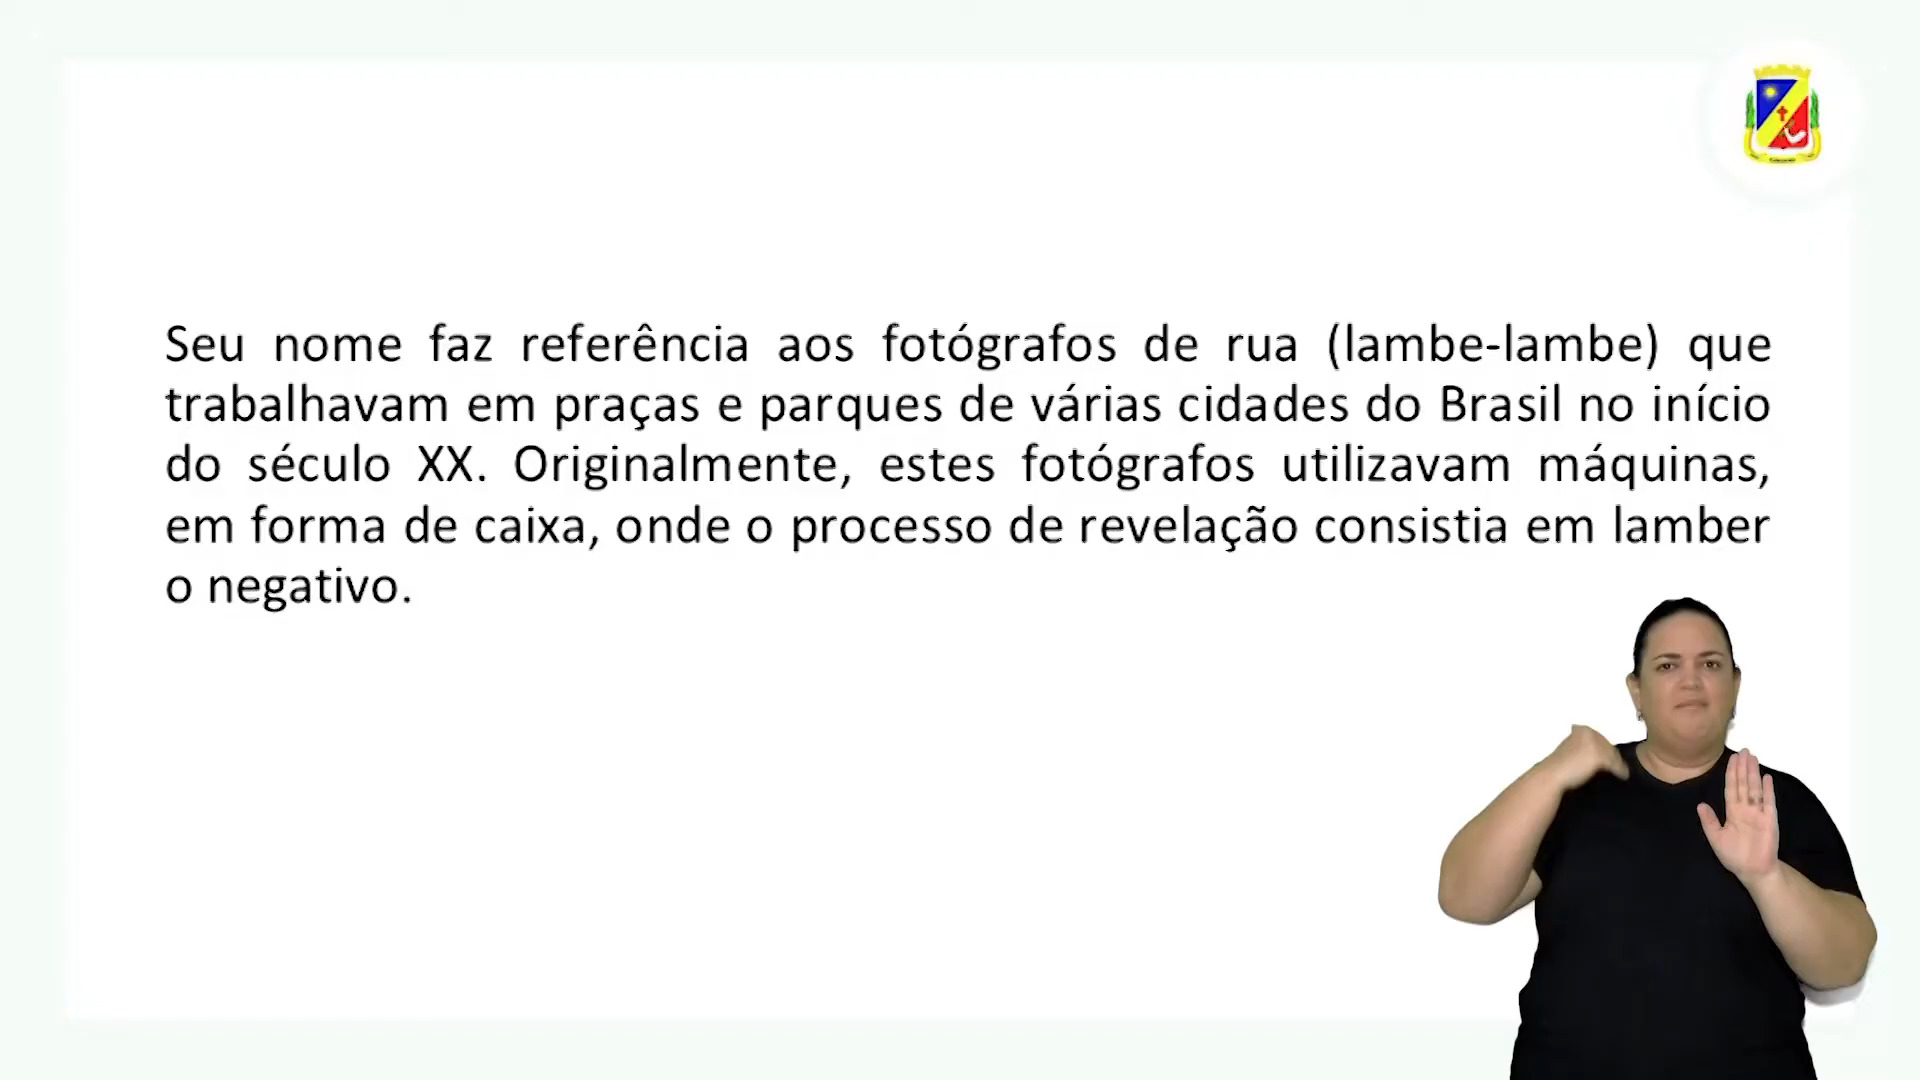 Seu nome faz referência aos fotógrafos de rua (lambe-lambe) que
trabalhavam em praças e parques de várias cidades do Brasil no início
do século XX. Originalmente, estes fotógrafos utilizavam máquinas,
em forma de caixa, onde o processo de revelação consistia em lamber
o negativo.